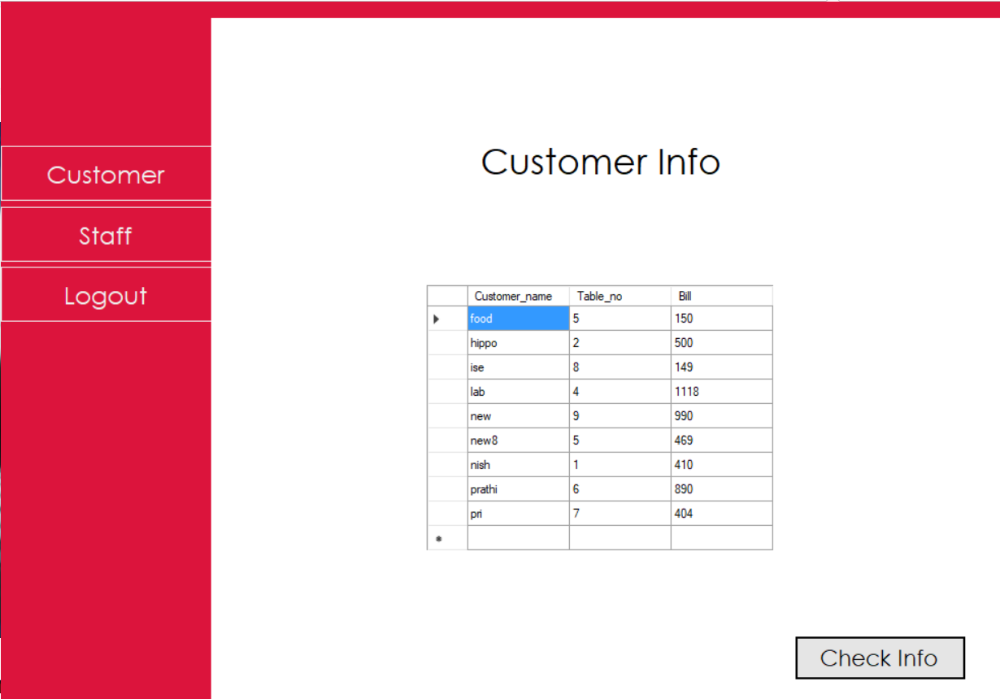 Customer
Staff
Logout
Customer Info
Customer_name Table_no Bill
food 5 150
hippo 2 500
ise 8 149
lab 4 1118
new 9 990
new8 5 469
nish 1 410
prathi 6 890
pri 7 404
Check Info